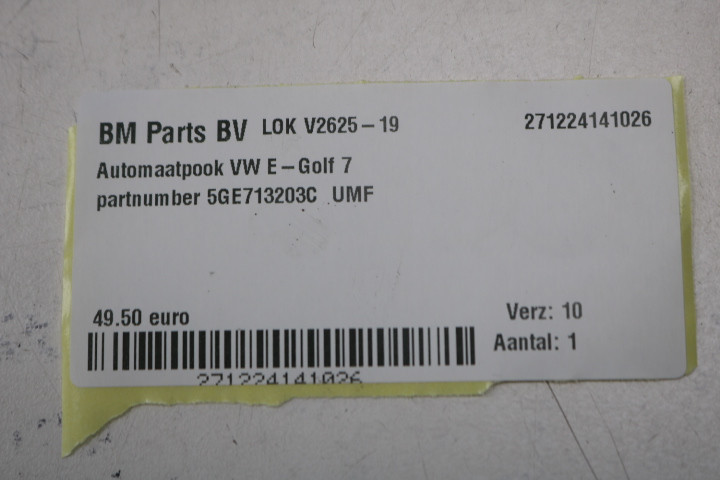 BM Parts BV LOK V2625-19 271224141026
Automaatpook VW E-Golf 7
partnumber 5GE713203C UMF
49.50 euro Verz: 10
Aantal: 1
271224141026